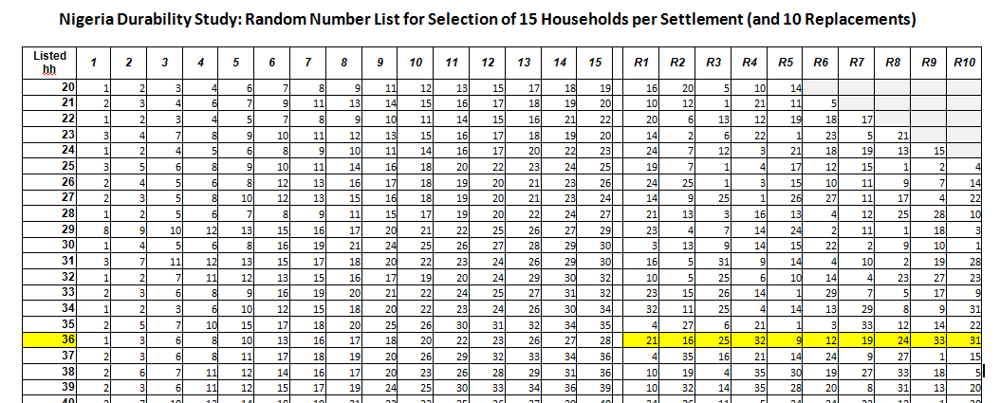 Nigeria Durability Study: Random Number List for Selection of 15 Households per Settlement (and 10 Replacements)
Listed hh 1 2 3 4 5 6 7 8 9 10 11 12 13 14 15 R1 R2 R3 R4 R5 R6 R7 R8 R9 R10
20 1 2 3 4 6 7 8 9 11 12 13 15 17 18 19 16 20 5 10 14
21 2 3 4 6 7 9 11 13 14 15 16 17 18 19 20 10 12 1 21 11 5
22 1 2 3 4 5 7 8 9 10 11 14 15 16 21 22 20 6 13 12 19 18 17
23 3 4 7 8 9 10 11 12 13 15 16 17 18 19 20 14 2 6 22 1 23 5 21
24 1 2 4 5 6 8 9 10 11 14 16 17 20 22 23 24 7 12 3 21 18 19 13 15
25 3 5 6 8 9 10 11 14 16 18 20 22 23 24 25 19 7 1 4 17 12 15 1 2 4
26 2 4 5 6 8 12 13 16 17 18 19 20 21 23 26 24 25 1 3 15 10 11 9 7 14
27 2 3 5 8 10 12 13 15 16 18 19 20 21 23 24 14 9 25 1 26 27 11 17 4 22
28 1 2 5 6 7 8 9 11 15 17 19 20 22 24 27 21 13 3 16 13 4 12 25 28 10
29 8 9 10 12 13 15 16 17 20 21 22 25 26 27 29 23 4 7 14 24 2 11 1 18 3
30 1 4 5 6 8 16 19 21 24 25 26 27 28 29 30 3 13 9 14 15 22 2 9 10 1
31 3 7 11 12 13 15 17 18 20 22 23 24 26 29 30 16 5 31 9 14 4 10 2 19 28
32 1 2 7 11 12 13 15 16 17 19 20 24 29 30 32 10 5 25 6 10 14 4 23 27 23
33 2 3 6 8 9 16 19 20 21 22 24 25 27 31 32 23 15 26 14 1 29 7 5 17 9
34 1 2 3 6 10 12 15 18 20 22 23 24 26 30 34 32 11 25 4 14 13 29 8 9 31
35 2 5 7 10 15 17 18 20 25 26 30 31 32 34 35 4 27 6 21 1 3 33 12 14 22
36 1 3 6 8 10 13 16 17 18 20 22 23 26 27 28 21 16 25 32 9 12 19 24 33 31
37 2 3 6 8 11 17 18 19 20 26 29 32 33 34 36 4 35 16 21 14 24 9 27 1 15
38 2 6 7 11 12 14 16 17 20 23 26 28 29 31 36 10 19 4 35 30 19 27 33 18 5
39 2 3 6 11 12 15 17 19 24 25 30 33 34 36 39 10 32 14 35 28 20 8 31 13 20